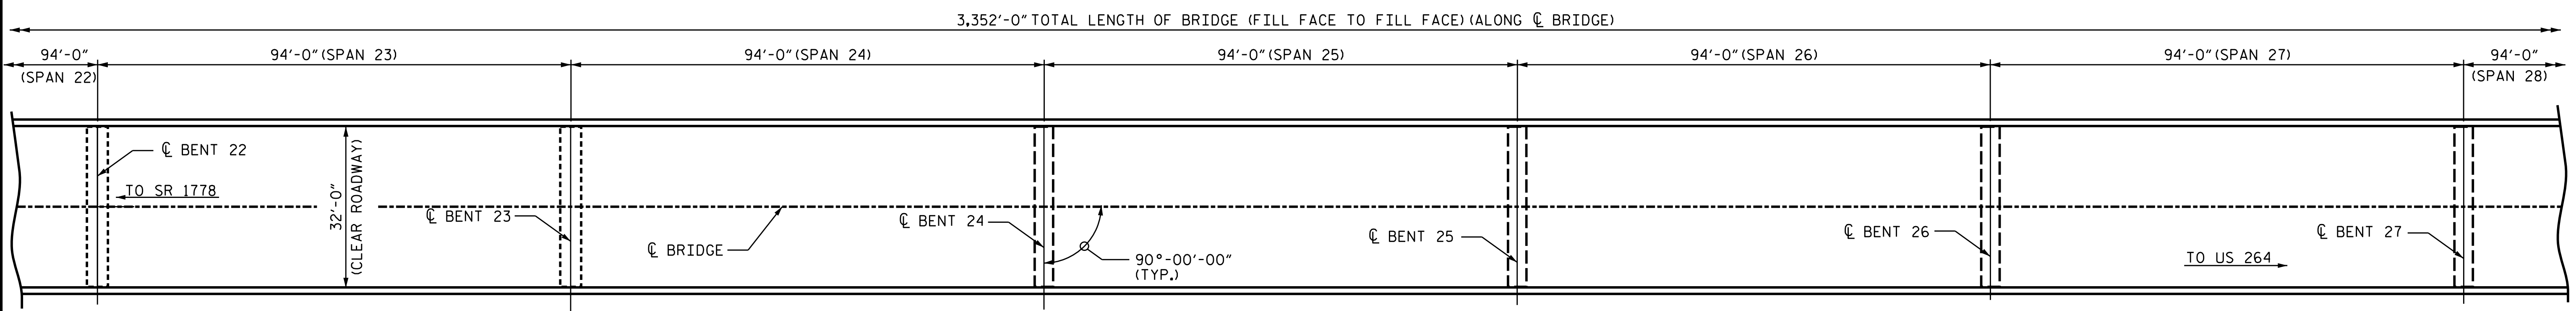 3,352'-0" TOTAL LENGTH OF BRIDGE (FILL FACE TO FILL FACE) (ALONG ℄ BRIDGE)
94'-0"
(SPAN 22)
94'-0" (SPAN 23)
94'-0" (SPAN 24)
94'-0" (SPAN 25)
94'-0" (SPAN 26)
94'-0" (SPAN 27)
94'-0"
(SPAN 28)
℄ BENT 22
TO SR 1778
32'-0"
(CLEAR ROADWAY)
℄ BENT 23
℄ BRIDGE
℄ BENT 24
90°-00'-00"
(TYP.)
℄ BENT 25
℄ BENT 26
TO US 264
℄ BENT 27